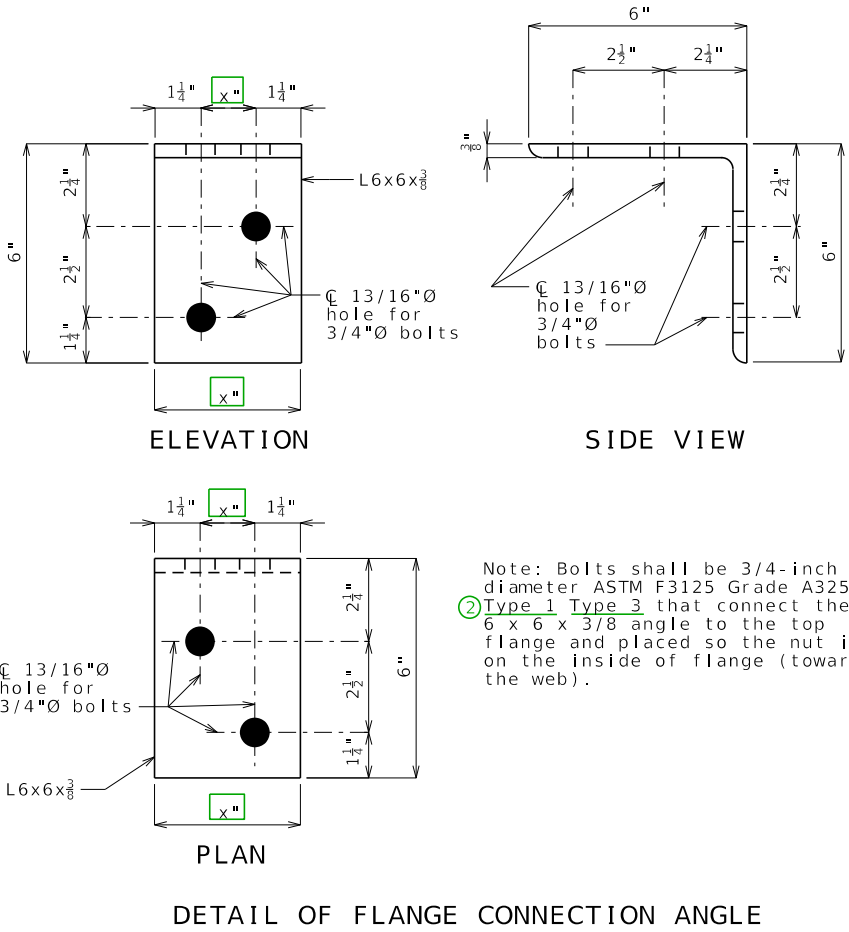 6"
2½" 2¼"
1¼" x" 1¼"
3/8"
2¼"
L6x6x3/8
2¼"
6"
2½"
2½"
6"
℄ 13/16"Ø
hole for
3/4"Ø bolts
℄ 13/16"Ø
hole for
3/4"Ø
bolts
1¼"
x"
ELEVATION
SIDE VIEW
1¼" x" 1¼"
2¼"
Note: Bolts shall be 3/4-inch
diameter ASTM F3125 Grade A325
2 Type 1 Type 3 that connect the
6 x 6 x 3/8 angle to the top
flange and placed so the nut i
on the inside of flange (towar
the web).
℄ 13/16"Ø
hole for
3/4"Ø bolts
2½"
6"
1¼"
L6x6x3/8
x"
PLAN
DETAIL OF FLANGE CONNECTION ANGLE